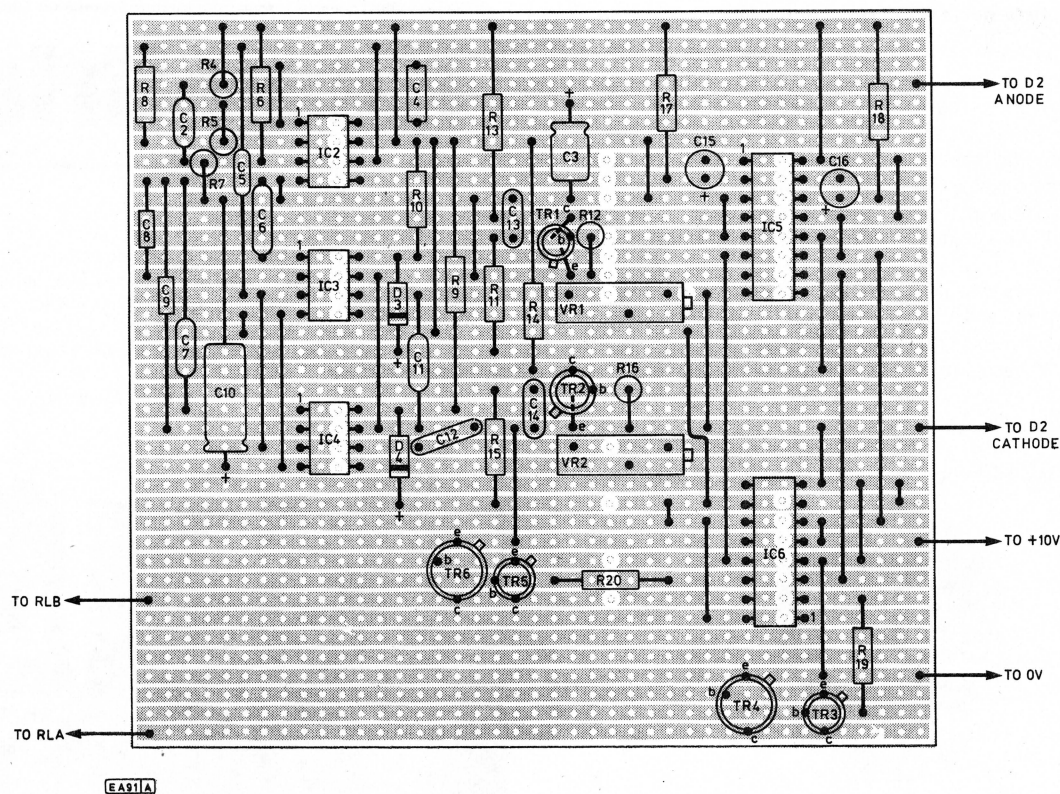 R4
R8
R6
C2
R5
R7
C5
C6
C8
C9
C7
C10
+
1
IC2
1
IC3
1
IC4
C4
R10
D3
+
D4
+
C11
C12
R9
R13
R11
R15
C13
R14
C14
+
C3
TR1
c
b
e
R12
VR1
c
TR2
b
e
R16
VR2
R17
C15
+
1
IC5
C16
+
R18
TO D2
ANODE
TO D2
CATHODE
TO +10V
TO 0V
IC6
1
e
b
TR6
c
e
b
TR5
c
R20
R19
e
b
TR4
c
e
b
TR3
c
TO RLB
TO RLA
EA91 A